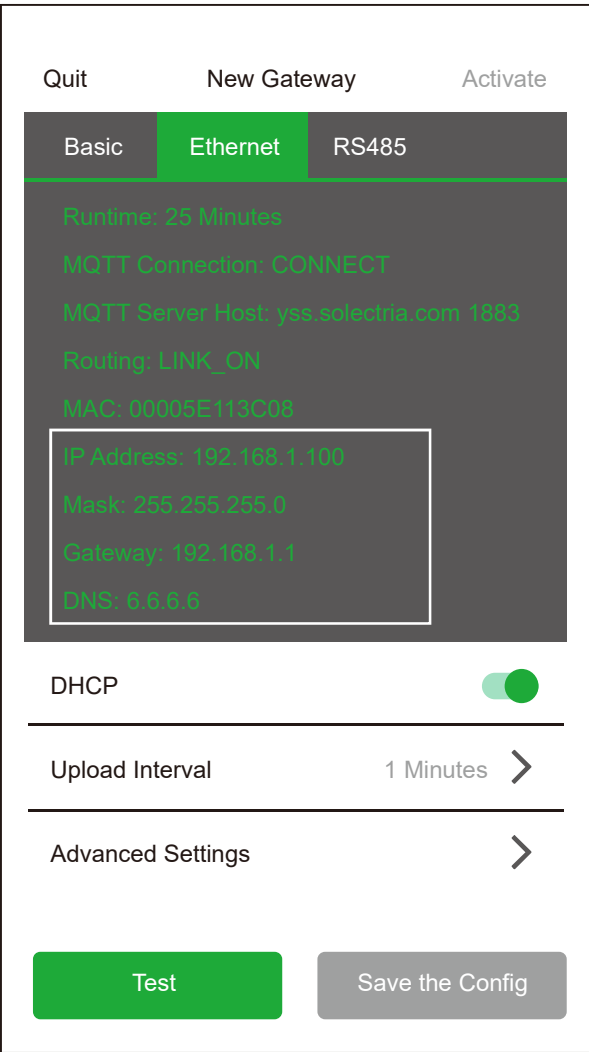 Quit New Gateway Activate
Basic Ethernet RS485
Runtime: 25 Minutes
MQTT Connection: CONNECT
MQTT Server Host: yss.solectria.com 1883
Routing: LINK_ON
MAC: 00005E113C08
IP Address: 192.168.1.100
Mask: 255.255.255.0
Gateway: 192.168.1.1
DNS: 6.6.6.6
DHCP
Upload Interval 1 Minutes
Advanced Settings
Test Save the Config